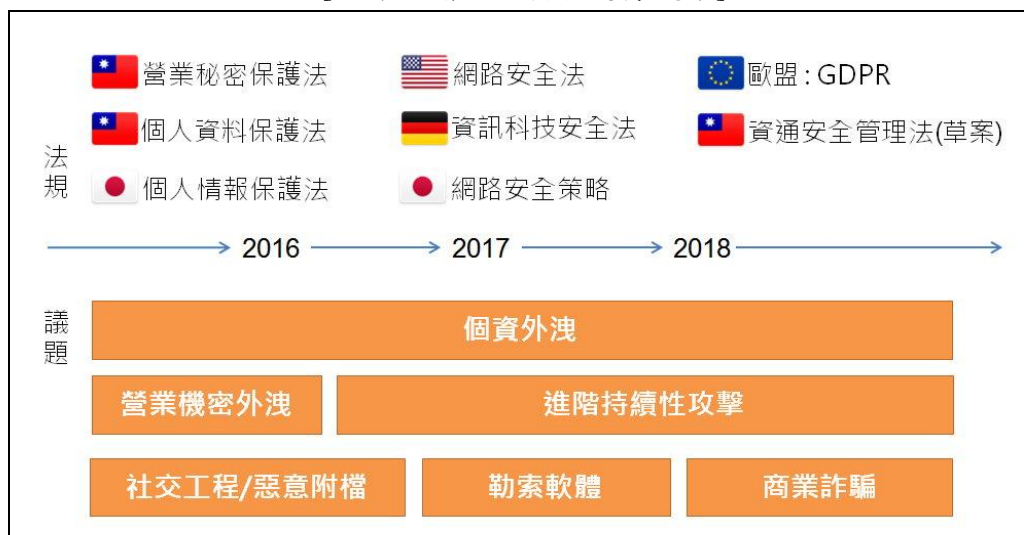 營業秘密保護法
網路安全法
歐盟 : GDPR
個人資料保護法
資訊科技安全法
資通安全管理法(草案)
法規
個人情報保護法
網路安全策略
2016
2017
2018
議題
個資外洩
營業機密外洩
進階持續性攻擊
社交工程/惡意附檔
勒索軟體
商業詐騙